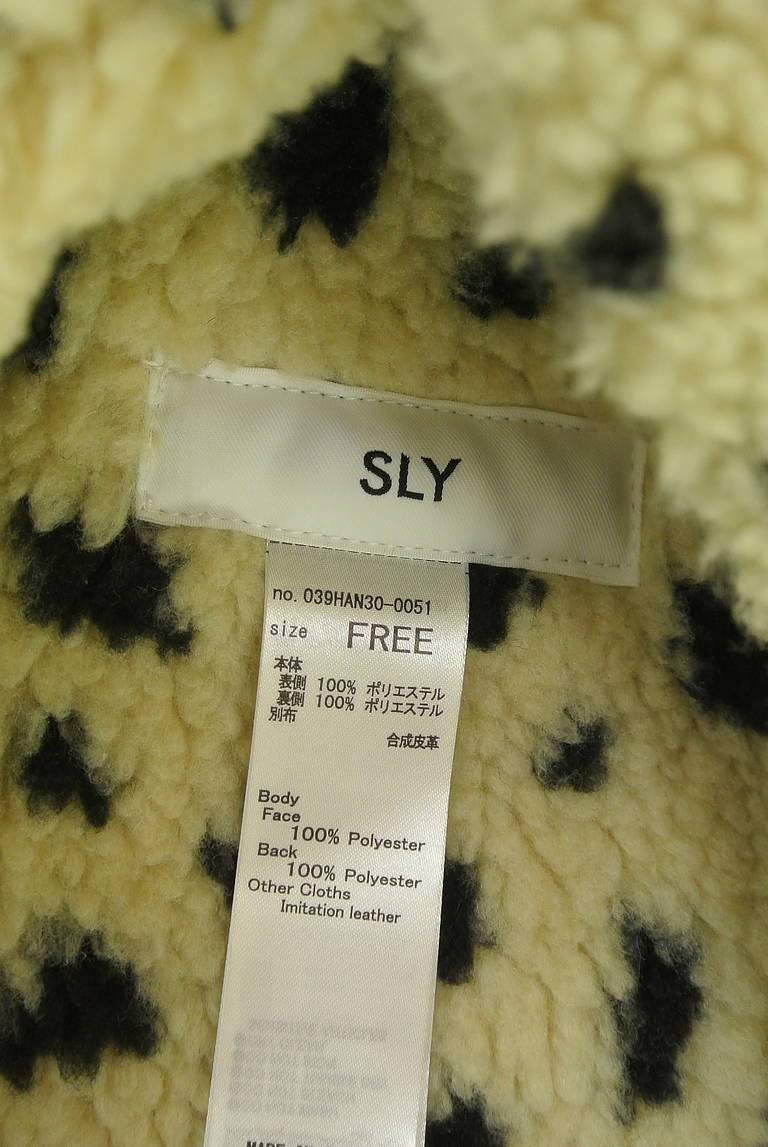 SLY
no. 039HAN30-0051
size FREE
本体
表側 100% ポリエステル
裏側 100% ポリエステル
別布
合成皮革
Body
Face
100% Polyester
Back
100% Polyester
Other Cloths
Imitation leather